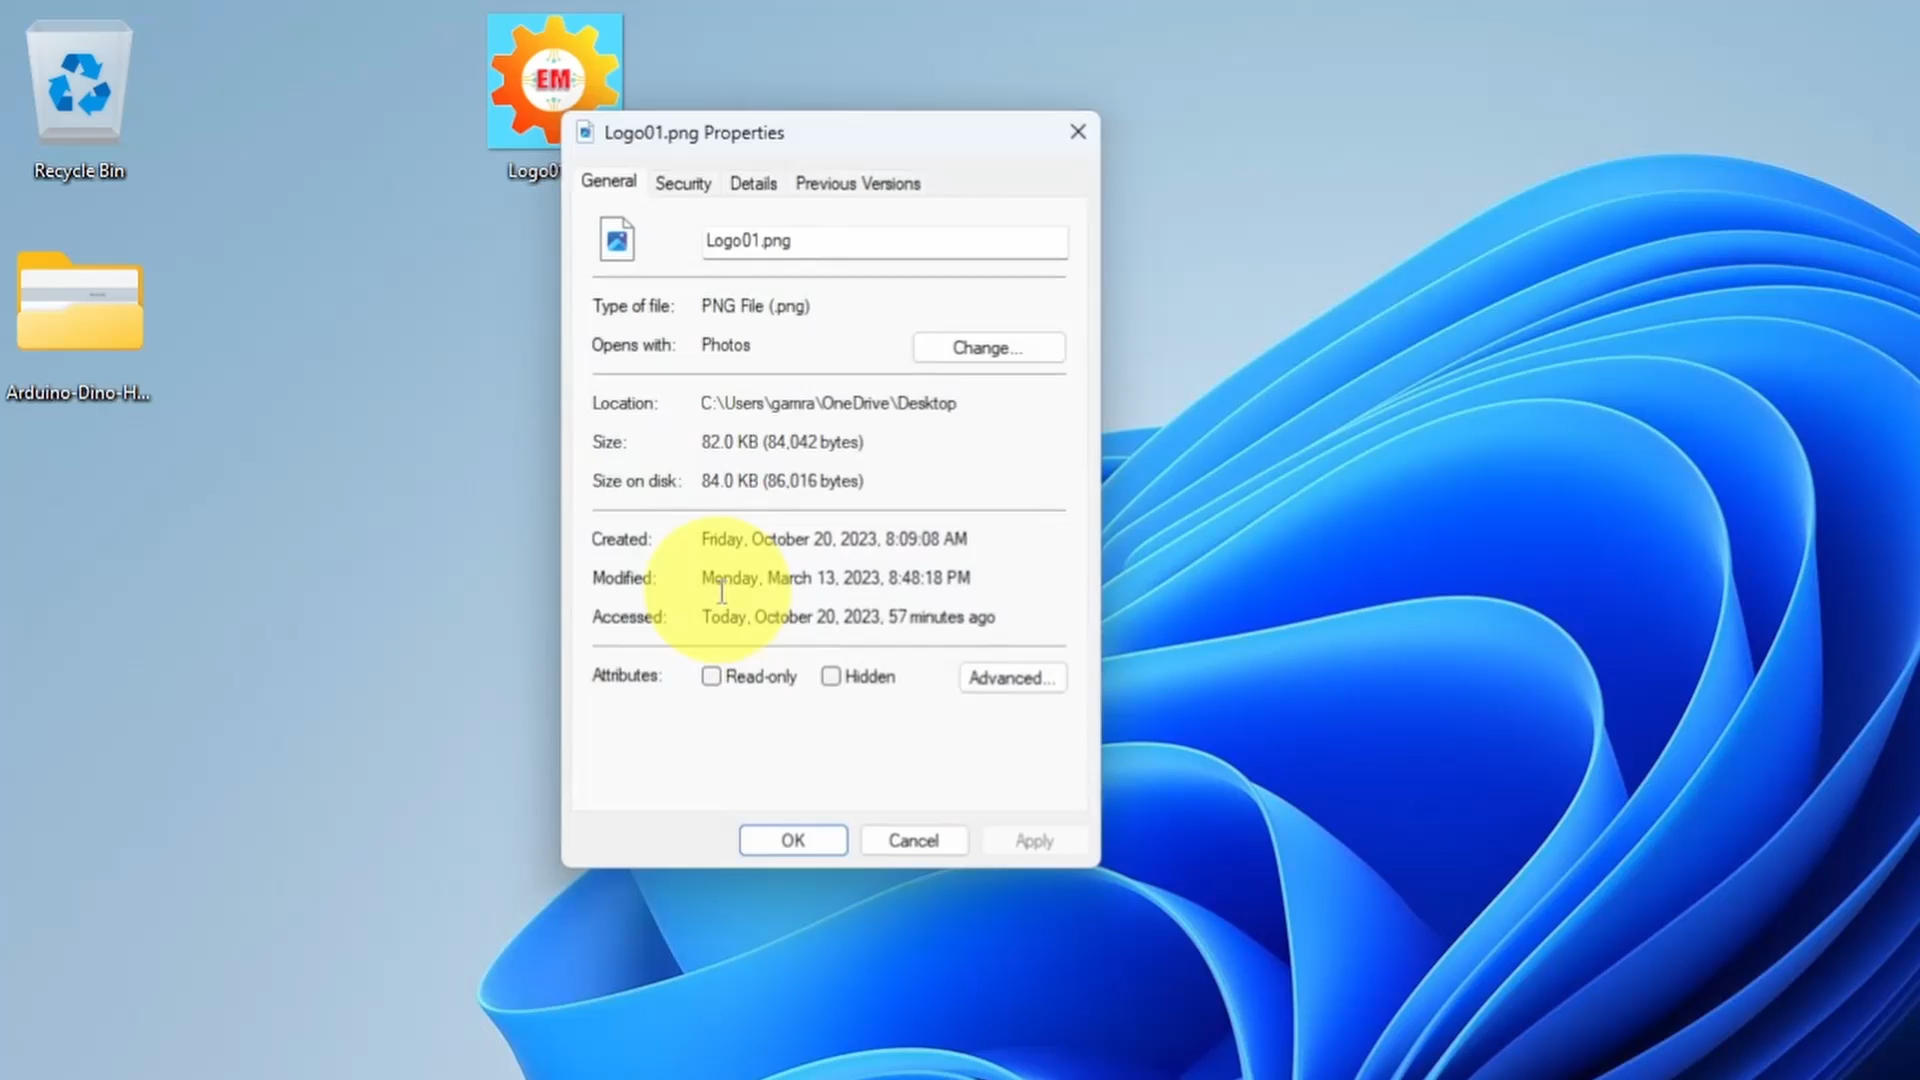 EM
Recycle Bin
Logo0
Arduino-Dino-H...
Logo01.png Properties
General Security Details Previous Versions
Logo01.png
Type of file: PNG File (.png)
Opens with: Photos Change...
Location: C:\Users\gamra\OneDrive\Desktop
Size: 82.0 KB (84,042 bytes)
Size on disk: 84.0 KB (86,016 bytes)
Created: Friday, October 20, 2023, 8:09:08 AM
Modified: Monday, March 13, 2023, 8:48:18 PM
Accessed: Today, October 20, 2023, 57 minutes ago
Attributes: Read-only Hidden Advanced...
OK Cancel Apply